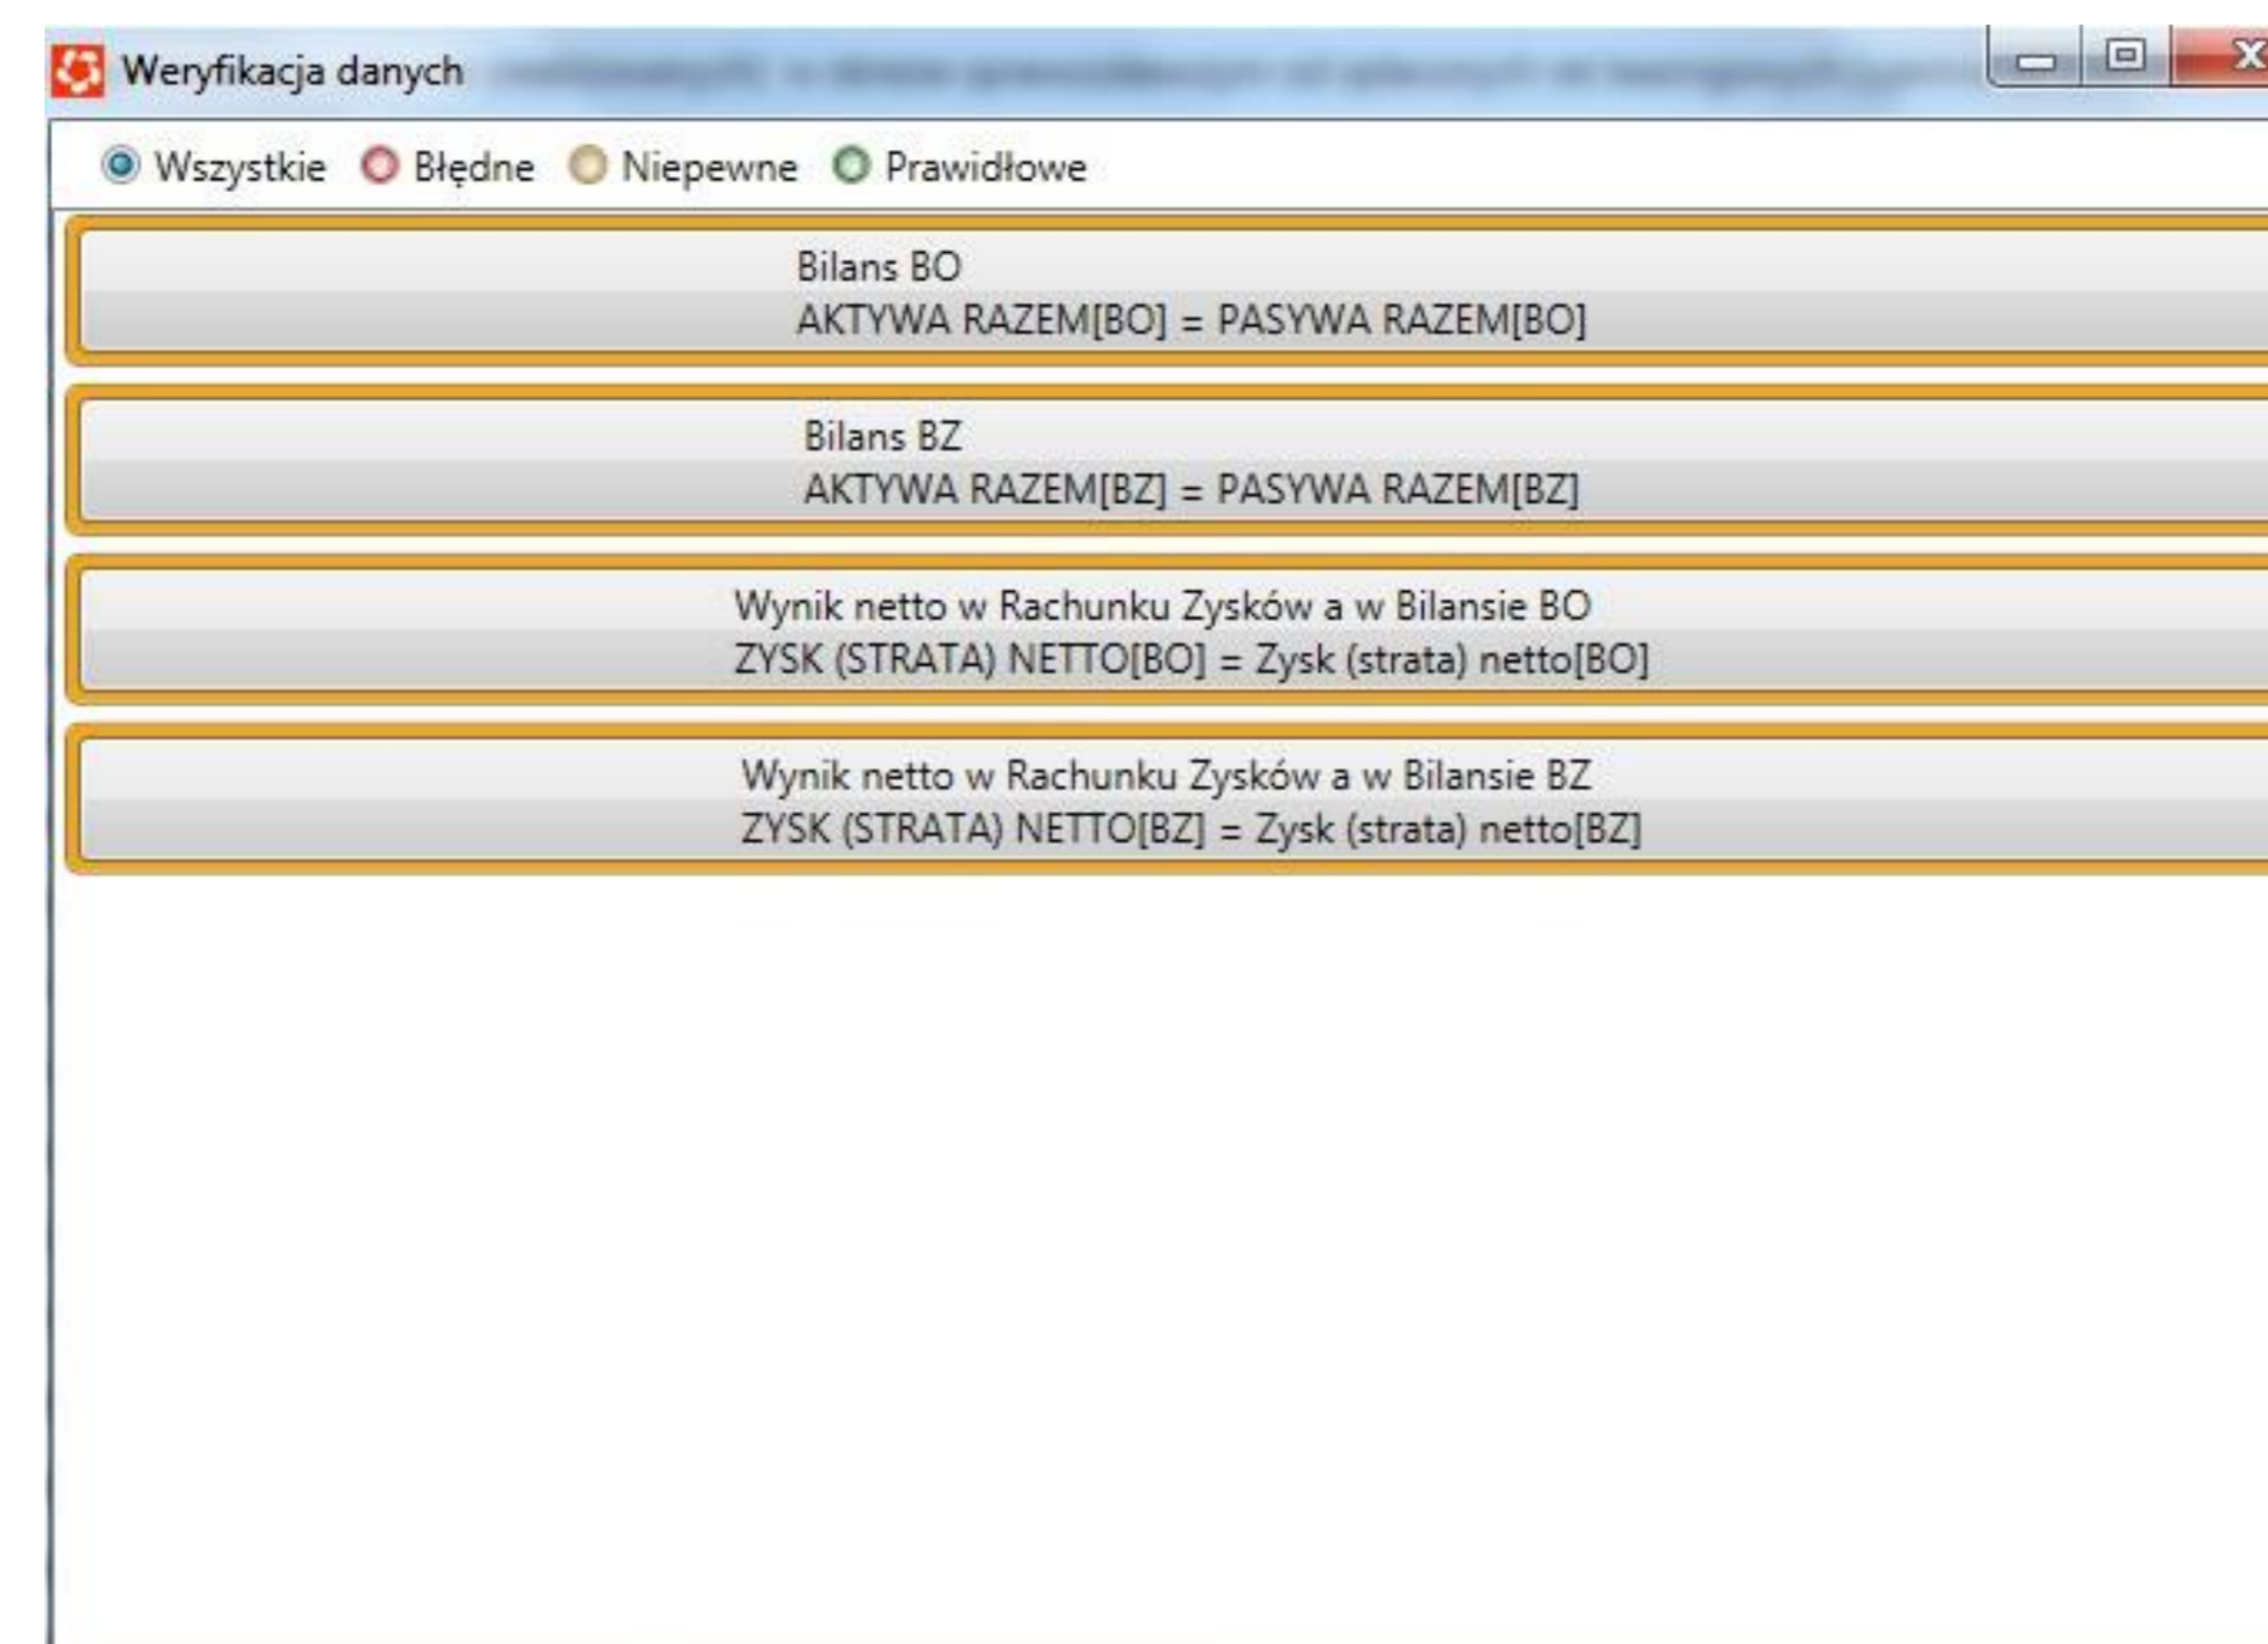 Weryfikacja danych
Wszystkie Błędne Niepewne Prawidłowe
Bilans BO
AKTYWA RAZEM[BO] = PASYWA RAZEM[BO]
Bilans BZ
AKTYWA RAZEM[BZ] = PASYWA RAZEM[BZ]
Wynik netto w Rachunku Zysków a w Bilansie BO
ZYSK (STRATA) NETTO[BO] = Zysk (strata) netto[BO]
Wynik netto w Rachunku Zysków a w Bilansie BZ
ZYSK (STRATA) NETTO[BZ] = Zysk (strata) netto[BZ]